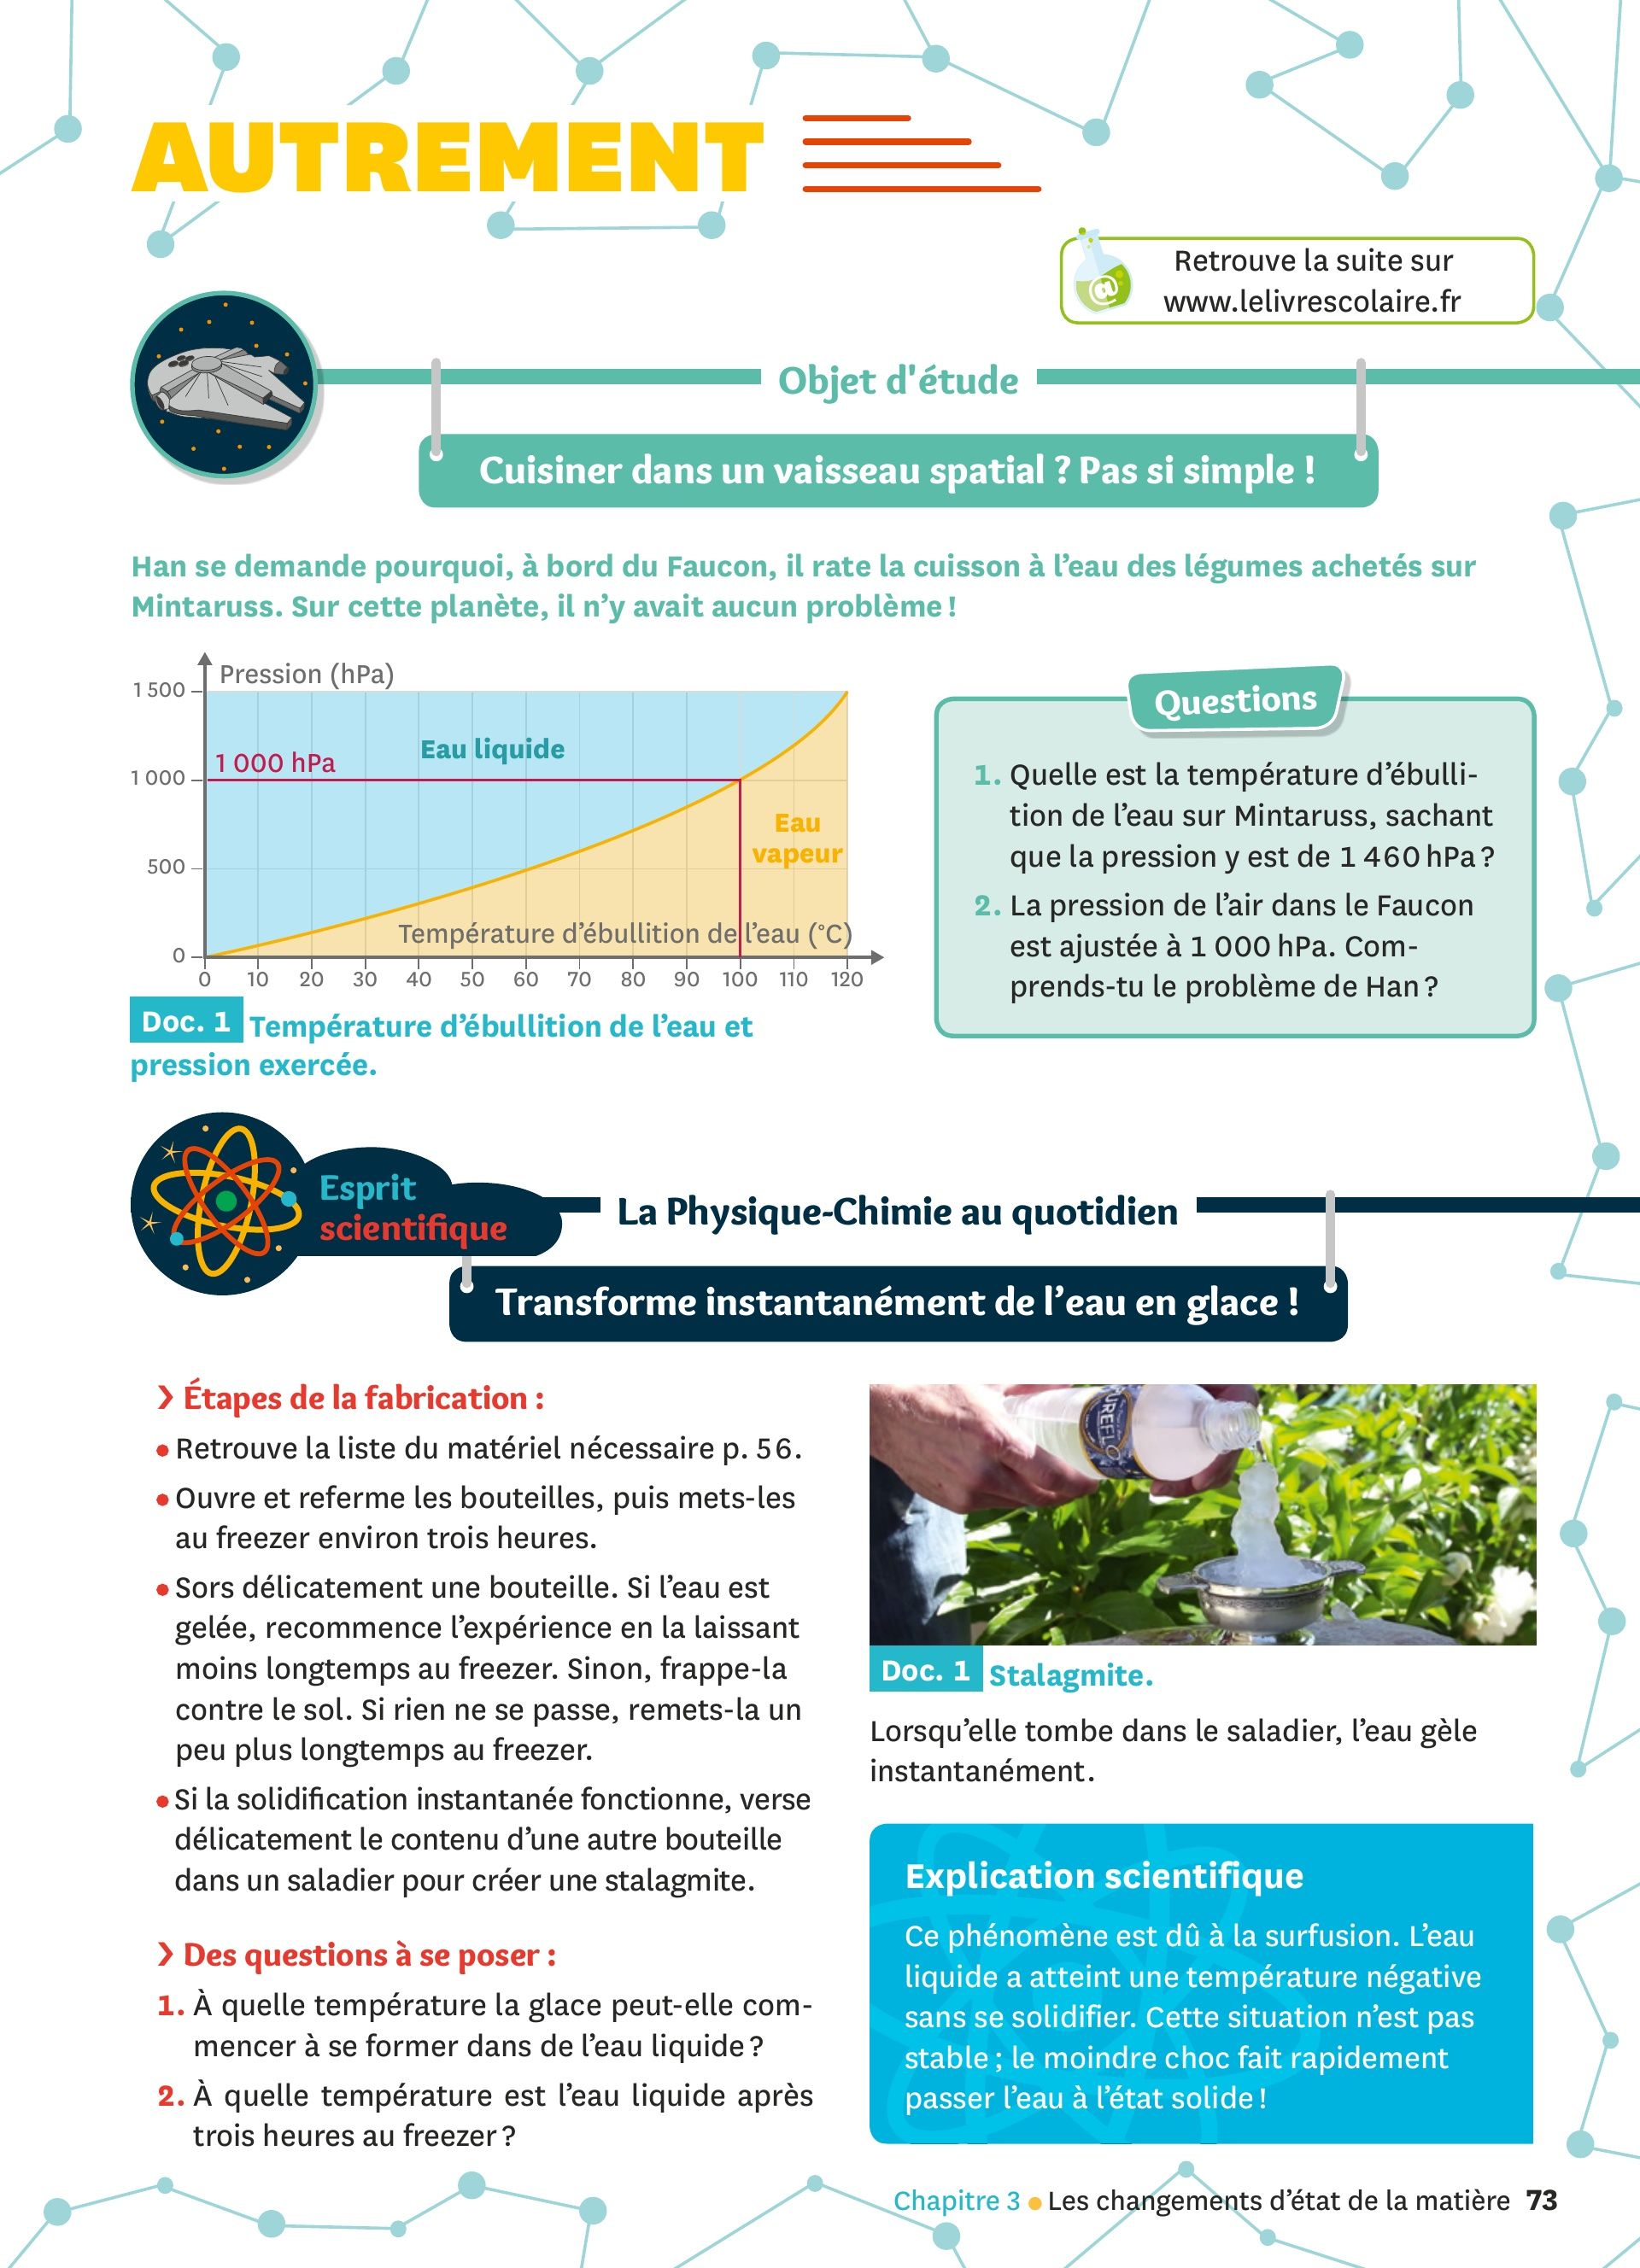 AUTREMENT
Retrouve la suite sur
www.lelivrescolaire.fr
Objet d'étude
Cuisiner dans un vaisseau spatial ? Pas si simple !
Han se demande pourquoi, à bord du Faucon, il rate la cuisson à l'eau des légumes achetés sur
Mintaruss. Sur cette planète, il n'y avait aucun problème !
Pression (hPa)
1 500
1 000 hPa
Eau liquide
1 000
Eau
vapeur
500
Température d'ébullition de l'eau (°C)
0
0 10 20 30 40 50 60 70 80 90 100 110 120
Doc. 1 Température d'ébullition de l'eau et
pression exercée.
Questions
1. Quelle est la température d'ébulli-
tion de l'eau sur Mintaruss, sachant
que la pression y est de 1 460 hPa ?
2. La pression de l'air dans le Faucon
est ajustée à 1 000 hPa. Com-
prends-tu le problème de Han ?
Esprit
scientifique
La Physique-Chimie au quotidien
Transforme instantanément de l'eau en glace !
› Étapes de la fabrication :
• Retrouve la liste du matériel nécessaire p. 56.
• Ouvre et referme les bouteilles, puis mets-les
au freezer environ trois heures.
• Sors délicatement une bouteille. Si l'eau est
gelée, recommence l'expérience en la laissant
moins longtemps au freezer. Sinon, frappe-la
contre le sol. Si rien ne se passe, remets-la un
peu plus longtemps au freezer.
• Si la solidification instantanée fonctionne, verse
délicatement le contenu d'une autre bouteille
dans un saladier pour créer une stalagmite.
› Des questions à se poser :
1. À quelle température la glace peut-elle com-
mencer à se former dans de l'eau liquide ?
2. À quelle température est l'eau liquide après
trois heures au freezer ?
Doc. 1 Stalagmite.
Lorsqu'elle tombe dans le saladier, l'eau gèle
instantanément.
Explication scientifique
Ce phénomène est dû à la surfusion. L'eau
liquide a atteint une température négative
sans se solidifier. Cette situation n'est pas
stable ; le moindre choc fait rapidement
passer l'eau à l'état solide !
Chapitre 3 • Les changements d'état de la matière 73